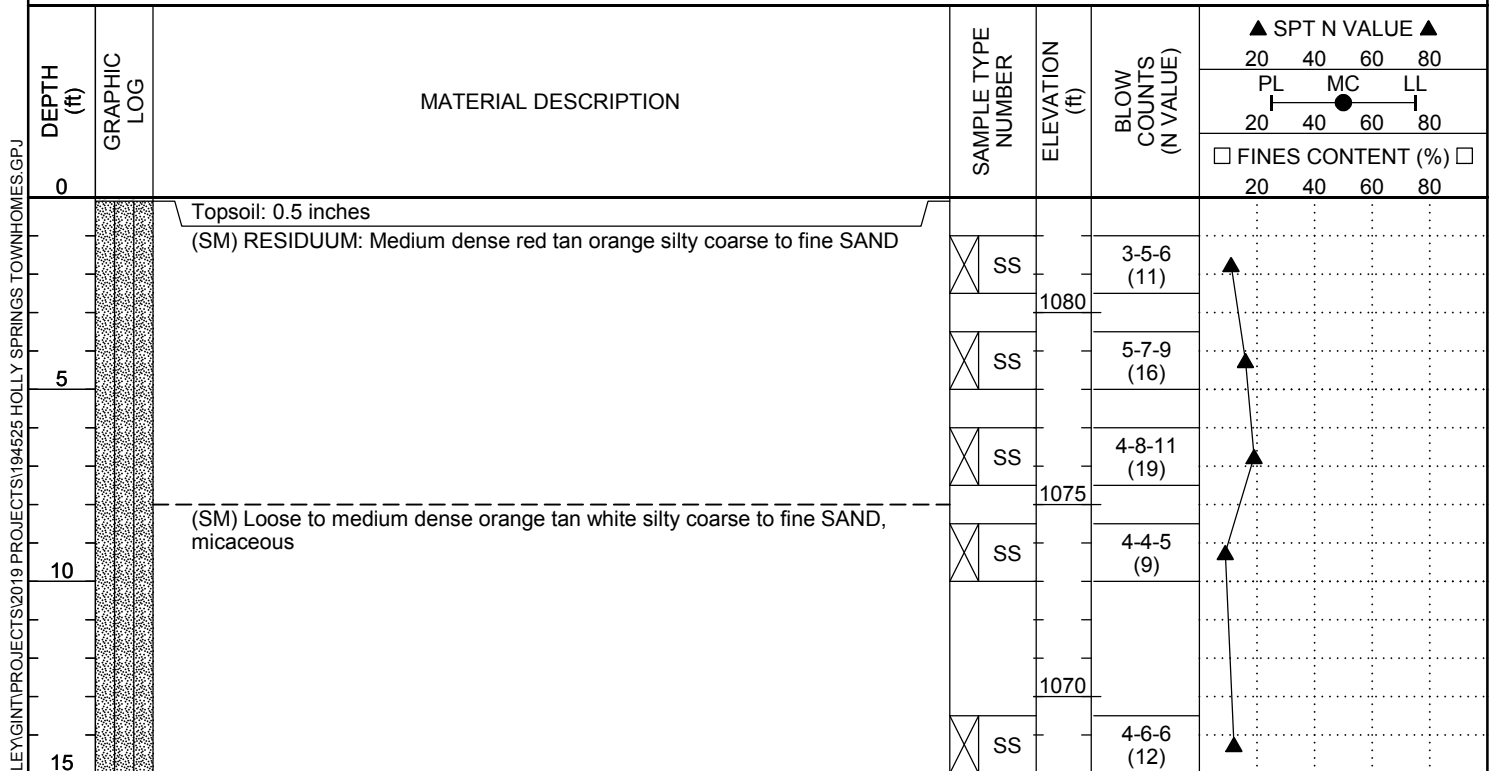 LEY\GINT\PROJECTS\2019 PROJECTS\194525 HOLLY SPRINGS TOWNHOMES.GPJ
DEPTH
(ft)
GRAPHIC
LOG
MATERIAL DESCRIPTION
SAMPLE TYPE
NUMBER
ELEVATION
(ft)
BLOW
COUNTS
(N VALUE)
▲ SPT N VALUE ▲
20 40 60 80
PL MC LL
20 40 60 80
□ FINES CONTENT (%) □
20 40 60 80
0
Topsoil: 0.5 inches
(SM) RESIDUUM: Medium dense red tan orange silty coarse to fine SAND
SS
3-5-6
(11)
1080
SS
5-7-9
(16)
5
SS
4-8-11
(19)
1075
(SM) Loose to medium dense orange tan white silty coarse to fine SAND,
micaceous
SS
4-4-5
(9)
10
1070
SS
4-6-6
(12)
15